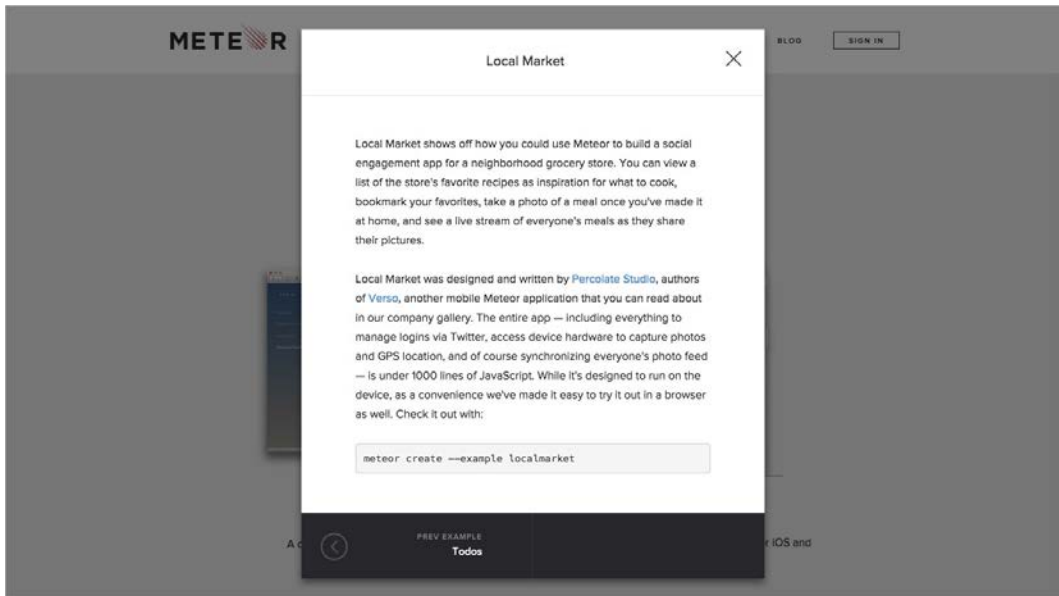 METEOR
BLOG
SIGN IN
Local Market
Local Market shows off how you could use Meteor to build a social
engagement app for a neighborhood grocery store. You can view a
list of the store's favorite recipes as inspiration for what to cook,
bookmark your favorites, take a photo of a meal once you've made it
at home, and see a live stream of everyone's meals as they share
their pictures.
Local Market was designed and written by Percolate Studio, authors
of Verso, another mobile Meteor application that you can read about
in our company gallery. The entire app — including everything to
manage logins via Twitter, access device hardware to capture photos
and GPS location, and of course synchronizing everyone's photo feed
— is under 1000 lines of JavaScript. While it's designed to run on the
device, as a convenience we've made it easy to try it out in a browser
as well. Check it out with:
meteor create --example localmarket
PREV EXAMPLE
Todos
iOS and